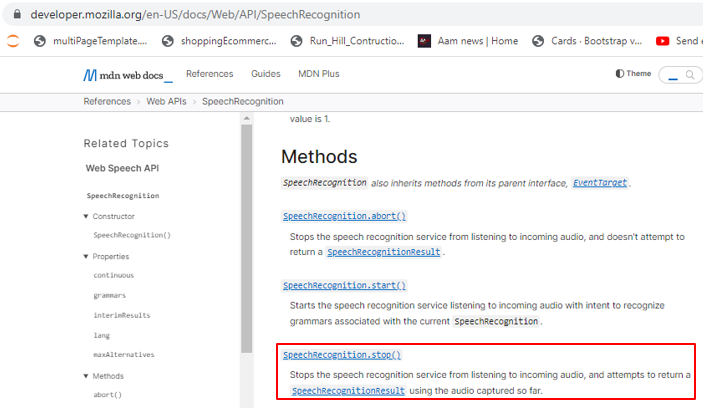 developer.mozilla.org/en-US/docs/Web/API/SpeechRecognition
multiPageTemplate.... shoppingEcommerc... Run_Hill_Contructio... Aam news | Home Cards · Bootstrap v... Send e
mdn web docs_ References Guides MDN Plus Theme
References › Web APIs › SpeechRecognition
value is 1.
Related Topics
Web Speech API
SpeechRecognition
▼ Constructor
SpeechRecognition()
▼ Properties
continuous
grammars
interimResults
lang
maxAlternatives
▼ Methods
abort()
Methods
SpeechRecognition also inherits methods from its parent interface, EventTarget.
SpeechRecognition.abort()
Stops the speech recognition service from listening to incoming audio, and doesn't attempt to
return a SpeechRecognitionResult.
SpeechRecognition.start()
Starts the speech recognition service listening to incoming audio with intent to recognize
grammars associated with the current SpeechRecognition.
SpeechRecognition.stop()
Stops the speech recognition service from listening to incoming audio, and attempts to return a
SpeechRecognitionResult using the audio captured so far.